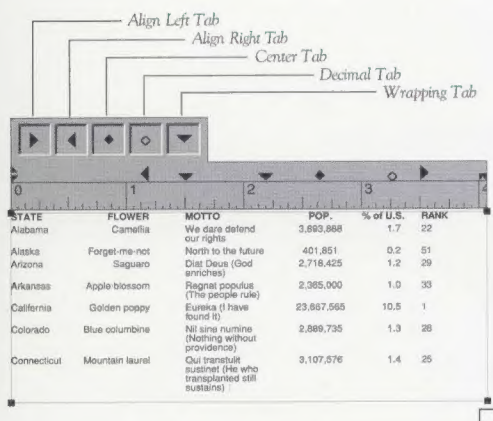 Align Left Tab
Align Right Tab
Center Tab
Decimal Tab
Wrapping Tab
0 1 2 3 4
STATE FLOWER MOTTO POP. % of U.S. RANK
Alabama Camellia We dare defend 3,893,888 1.7 22
our rights
Alaska Forget-me-not North to the future 401,851 0.2 51
Arizona Saguaro Diat Deus (God 2,718,425 1.2 29
enriches)
Arkansas Apple blossom Regnat populus 2,285,000 1.0 33
(The people rule)
California Golden poppy Eureka (I have 23,667,565 10.5 1
found it)
Colorado Blue columbine Nil sine numine 2,889,735 1.3 28
(Nothing without
providence)
Connecticut Mountain laurel Qui transtulit 3,107,576 1.4 25
sustinet (He who
transplanted still
sustains)